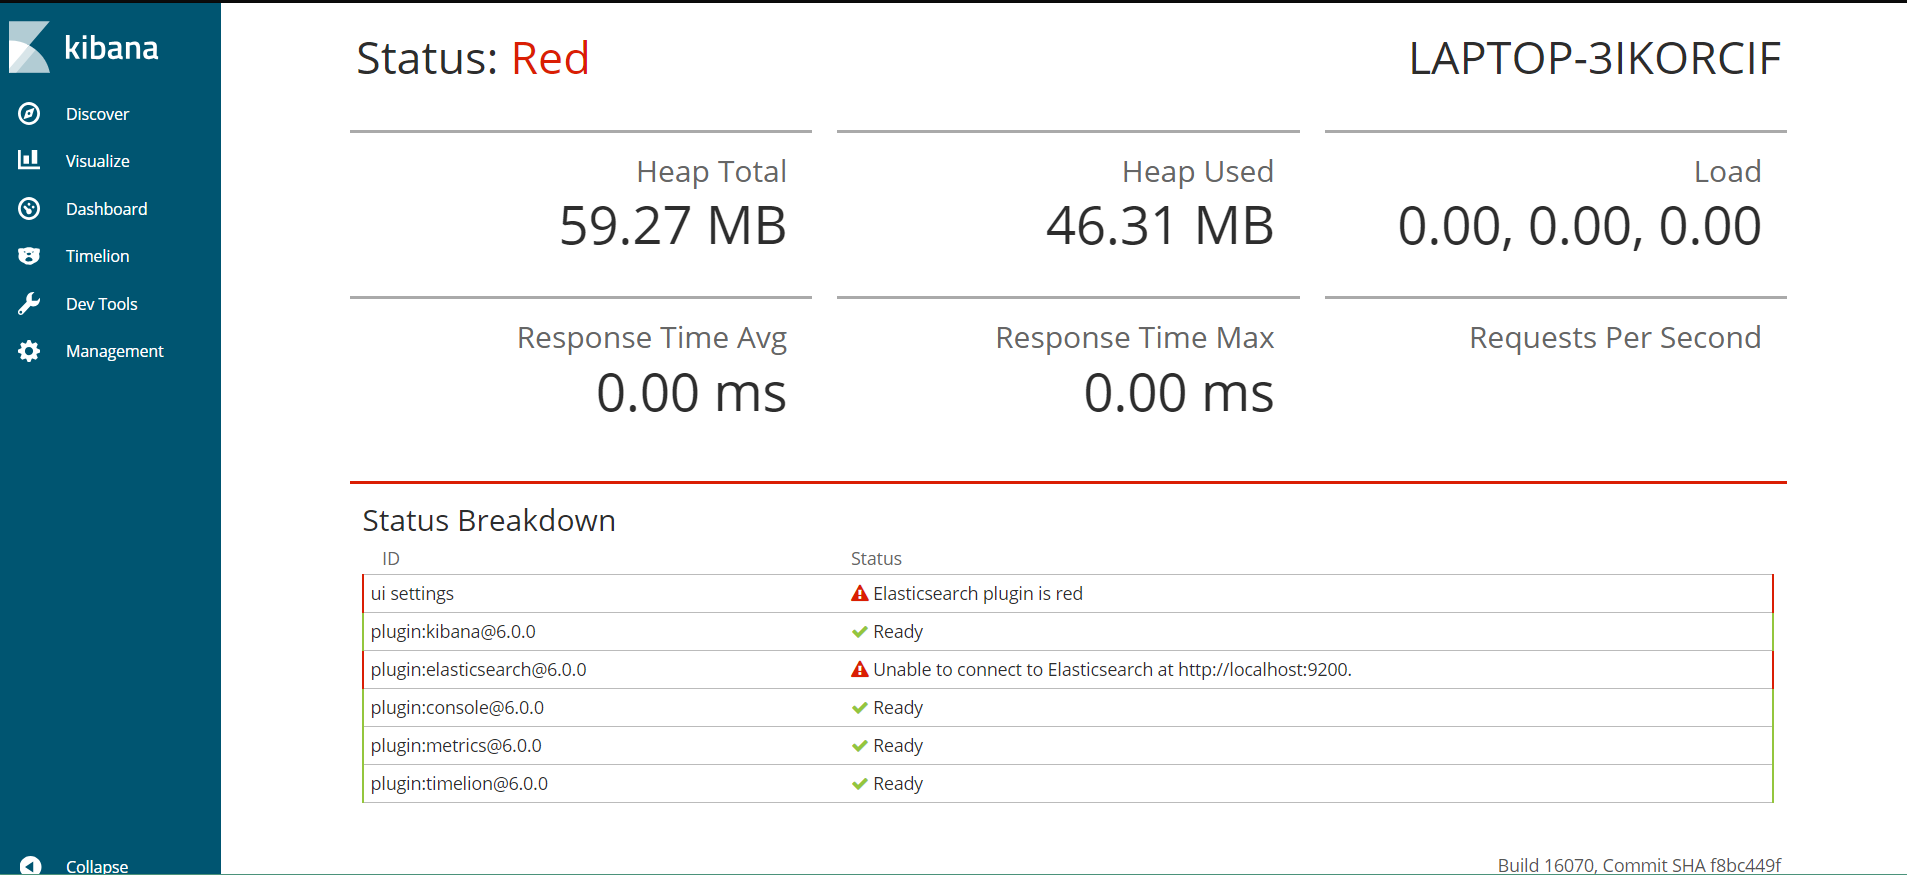 kibana
Discover
Visualize
Dashboard
Timelion
Dev Tools
Management
Collapse
Status: Red
LAPTOP-3IKORCIF
Heap Total
59.27 MB
Heap Used
46.31 MB
Load
0.00, 0.00, 0.00
Response Time Avg
0.00 ms
Response Time Max
0.00 ms
Requests Per Second
Status Breakdown
ID Status
ui settings Elasticsearch plugin is red
plugin:kibana@6.0.0 Ready
plugin:elasticsearch@6.0.0 Unable to connect to Elasticsearch at http://localhost:9200.
plugin:console@6.0.0 Ready
plugin:metrics@6.0.0 Ready
plugin:timelion@6.0.0 Ready
Build 16070, Commit SHA f8bc449f